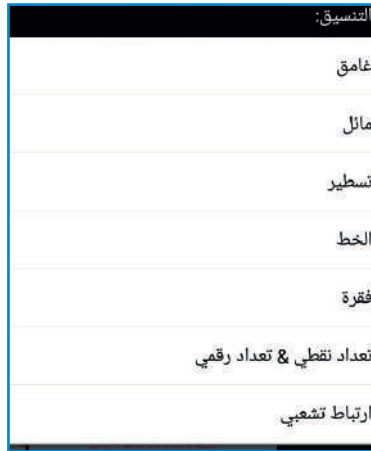 التنسيق:
غامق
مائل
تسطير
الخط
فقرة
تعداد نقطي & تعداد رقمي
ارتباط تشعبي